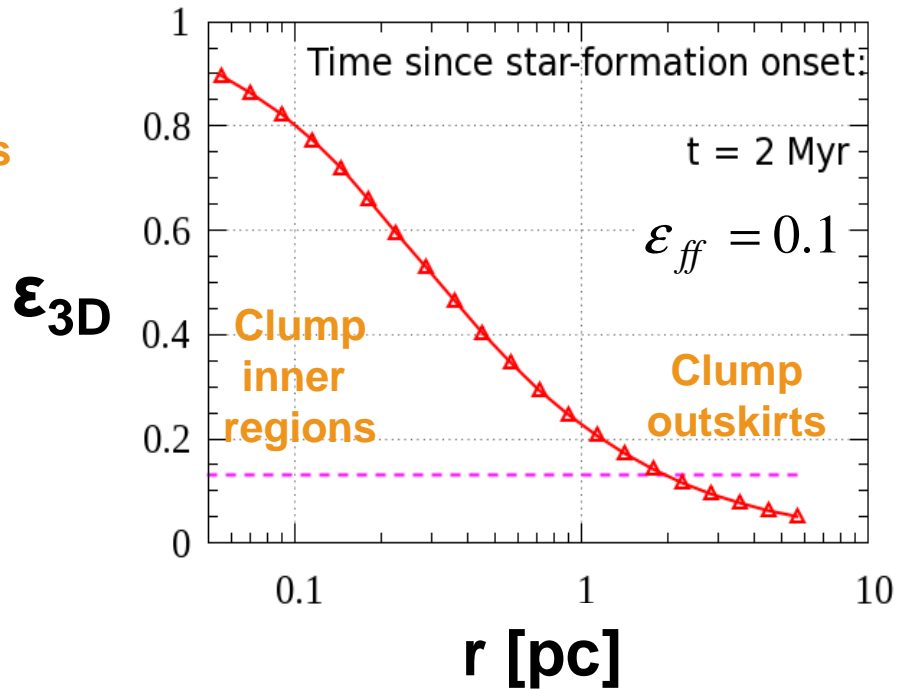 1
0.8
0.6
0.4
0.2
0
Time since star-formation onset:
t = 2 Myr
ε_ff = 0.1
s
ε3D
Clump
inner
regions
Clump
outskirts
0.1
1
10
r [pc]